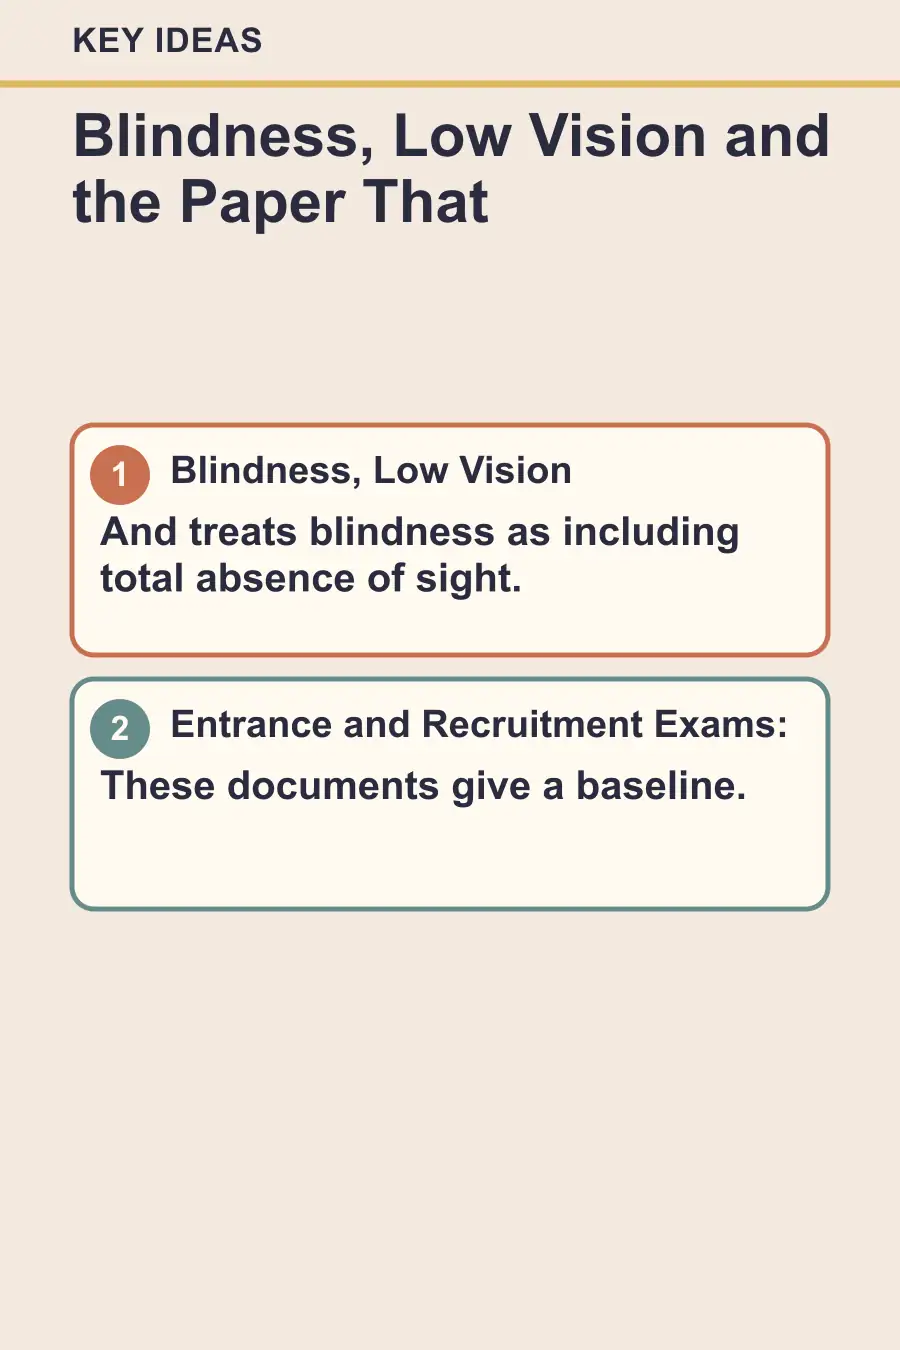 KEY IDEAS
Blindness, Low Vision and
the Paper That
1
Blindness, Low Vision
And treats blindness as including
total absence of sight.
2
Entrance and Recruitment Exams:
These documents give a baseline.